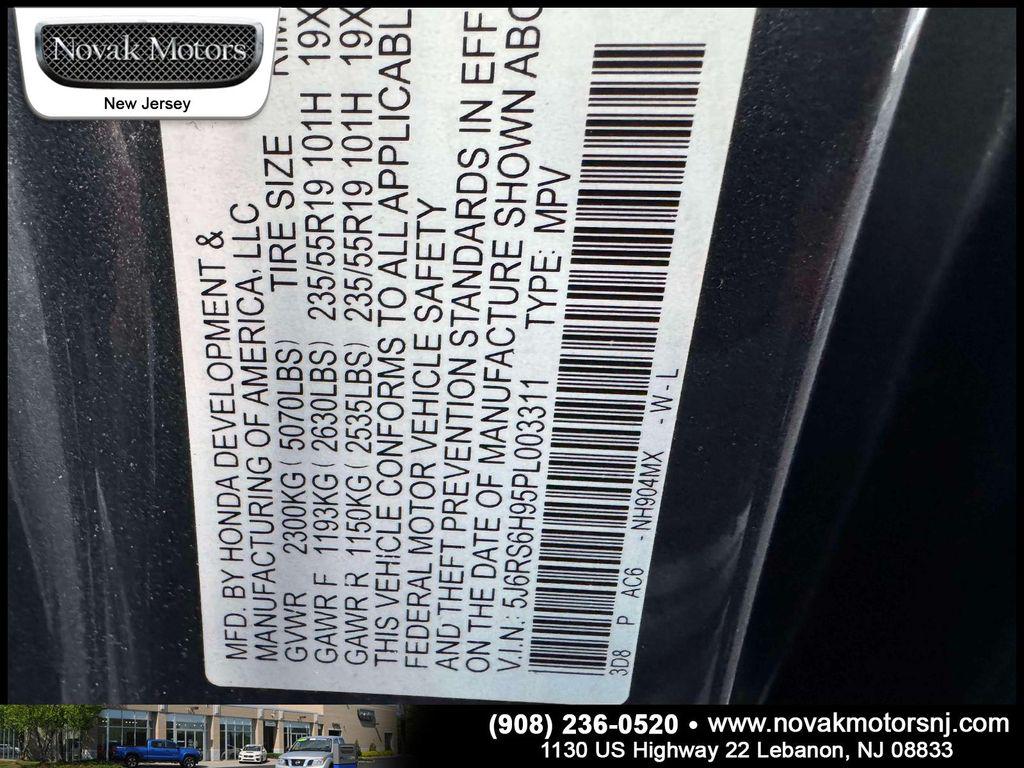 Novak Motors
New Jersey
MFD. BY HONDA DEVELOPMENT &
MANUFACTURING OF AMERICA, LLC
TIRE SIZE
GVWR 2300KG ( 5070LBS)
GAWR F 1193KG ( 2630LBS) 235/55R19 101H 19X
GAWR R 1150KG ( 2535LBS) 235/55R19 101H 19X
THIS VEHICLE CONFORMS TO ALL APPLICABL
FEDERAL MOTOR VEHICLE SAFETY
AND THEFT PREVENTION STANDARDS IN EFF
ON THE DATE OF MANUFACTURE SHOWN ABO
V.I.N.: 5J6RS6H95PL003311 TYPE: MPV
3D8 P AC6 - NH904MX - W - L
(908) 236-0520 • www.novakmotorsnj.com
1130 US Highway 22 Lebanon, NJ 08833